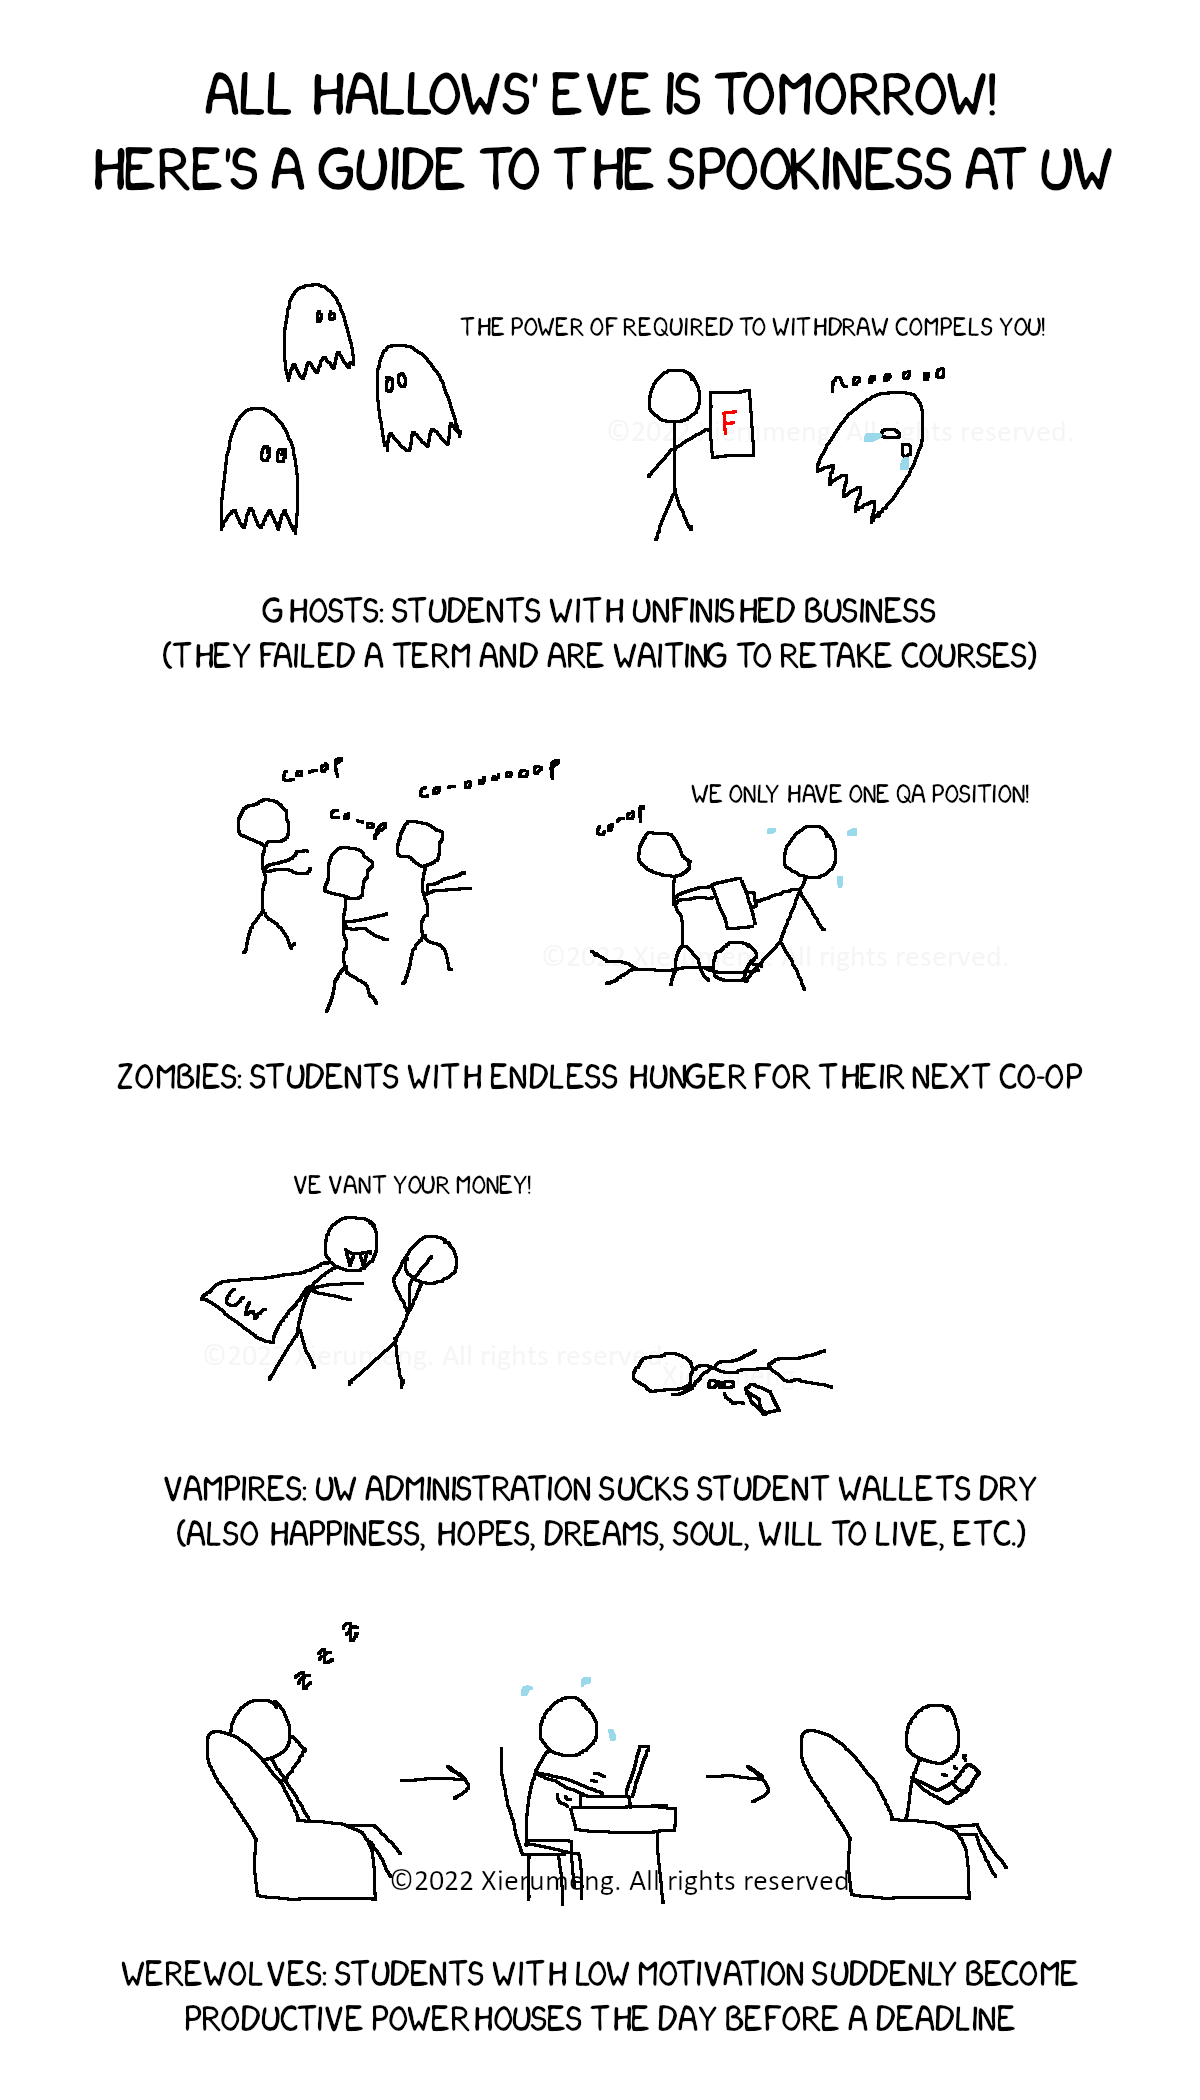 ALL HALLOWS' EVE IS TOMORROW!
HERE'S A GUIDE TO THE SPOOKINESS AT UW
THE POWER OF REQUIRED TO WITHDRAW COMPELS YOU!
nooooooo
F
©2022 Xierumeng. All rights reserved.
GHOSTS: STUDENTS WITH UNFINISHED BUSINESS
(THEY FAILED A TERM AND ARE WAITING TO RETAKE COURSES)
co-op
co-oooooop
co-op
WE ONLY HAVE ONE QA POSITION!
co-op
©2022 Xierumeng. All rights reserved.
ZOMBIES: STUDENTS WITH ENDLESS HUNGER FOR THEIR NEXT CO-OP
VE VANT YOUR MONEY!
UW
©2022 Xierumeng. All rights reserved.
Xierumeng
VAMPIRES: UW ADMINISTRATION SUCKS STUDENT WALLETS DRY
(ALSO HAPPINESS, HOPES, DREAMS, SOUL, WILL TO LIVE, ETC.)
z z z
©2022 Xierumeng. All rights reserved.
WEREWOLVES: STUDENTS WITH LOW MOTIVATION SUDDENLY BECOME
PRODUCTIVE POWERHOUSES THE DAY BEFORE A DEADLINE